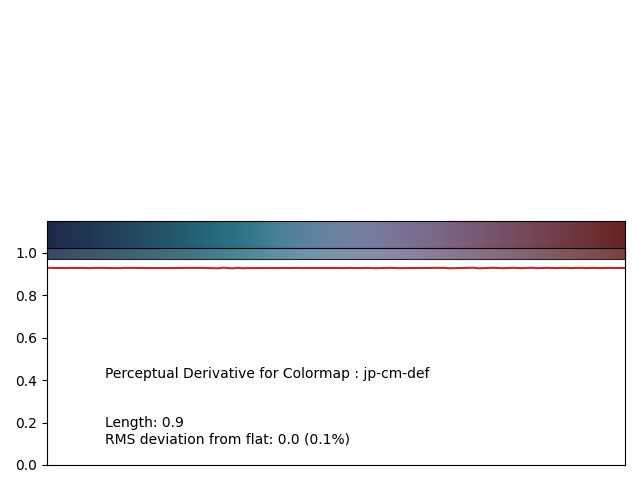 1.0
0.8
0.6
0.4
0.2
0.0
Perceptual Derivative for Colormap : jp-cm-def
Length: 0.9
RMS deviation from flat: 0.0 (0.1%)